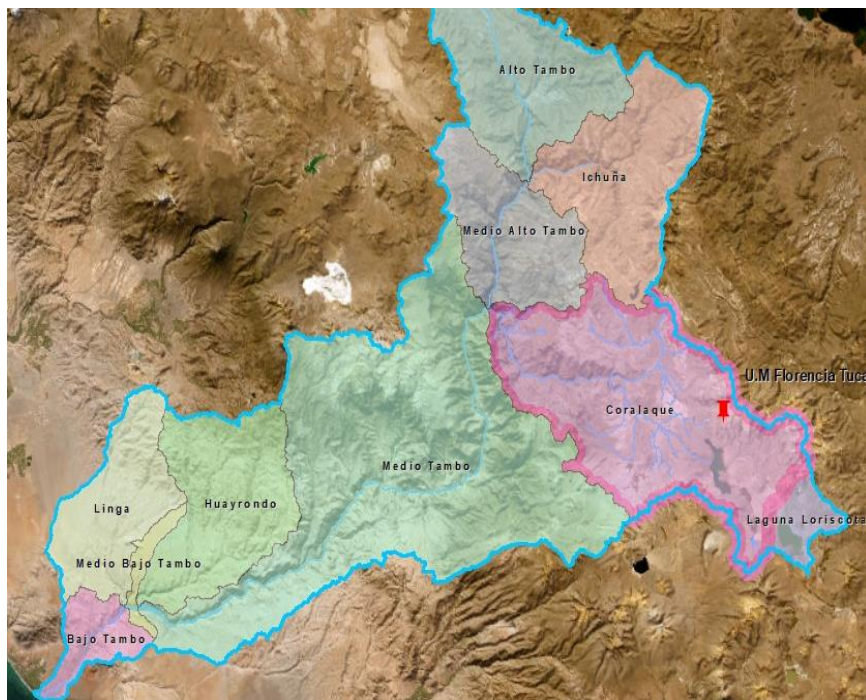 Alto Tambo
Ichuña
Medio Alto Tambo
U.M Florencia Tuca
Coralaque
Medio Tambo
Huayrondo
Linga
Laguna Loriscota
Medio Bajo Tambo
Bajo Tambo